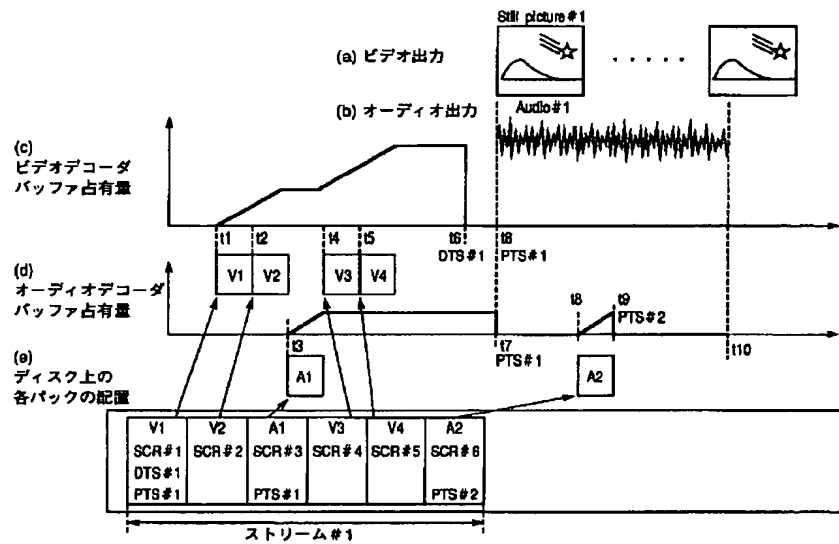 Still picture#1
(a) ビデオ出力
(b) オーディオ出力
Audio#1
(c)
ビデオデコーダ
バッファ占有量
t1 t2 t4 t5 t6 t8
DTS#1 PTS#1
V1 V2 V3 V4
(d)
オーディオデコーダ
バッファ占有量
t8 t9
PTS#2
t3 t7 t10
PTS#1
(e)
ディスク上の
各パックの配置
A1 A2
V1 V2 A1 V3 V4 A2
SCR#1 SCR#2 SCR#3 SCR#4 SCR#5 SCR#6
DTS#1
PTS#1 PTS#1 PTS#2
ストリーム#1